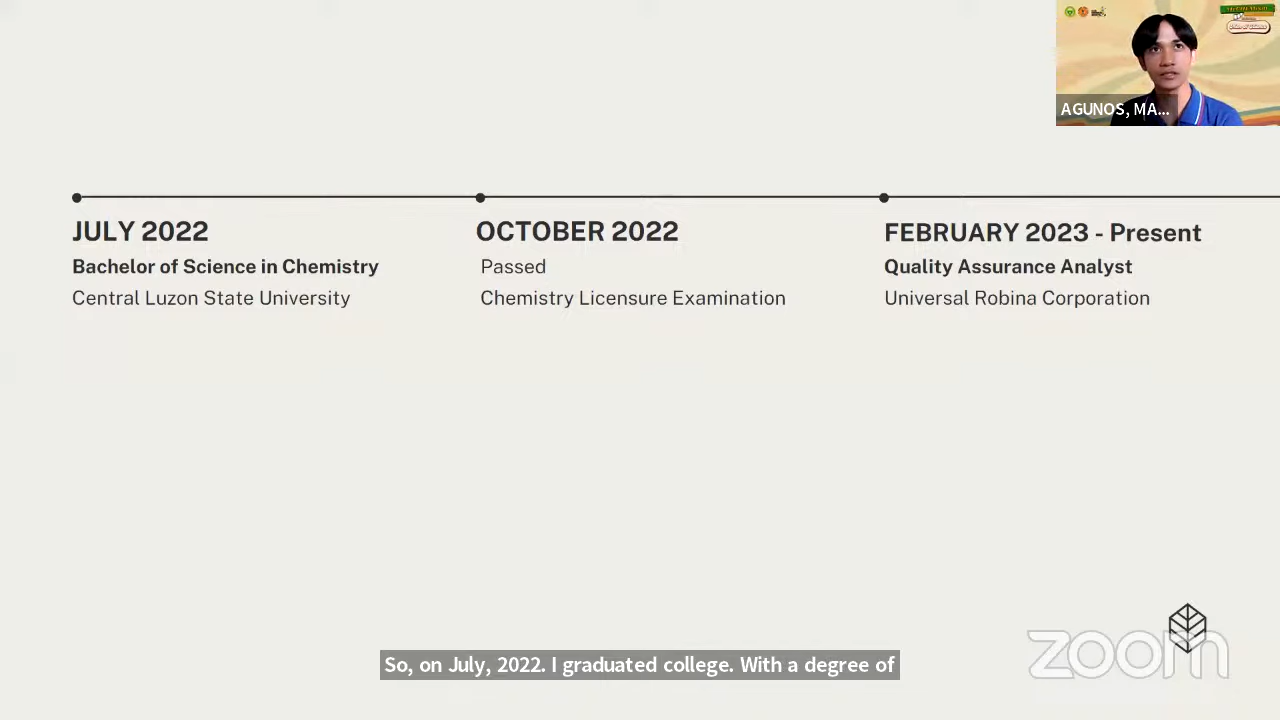 AGUNOS, MA...
JULY 2022
Bachelor of Science in Chemistry
Central Luzon State University
OCTOBER 2022
Passed
Chemistry Licensure Examination
FEBRUARY 2023 - Present
Quality Assurance Analyst
Universal Robina Corporation
So, on July, 2022. I graduated college. With a degree of
zoom